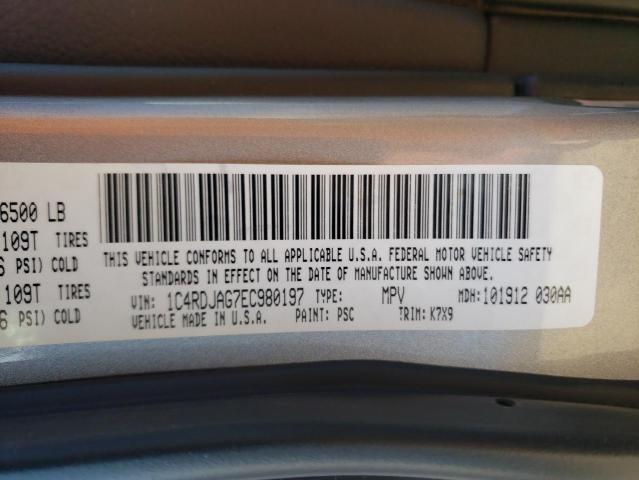 6500 LB
109T TIRES
PSI) COLD
109T TIRES
PSI) COLD
THIS VEHICLE CONFORMS TO ALL APPLICABLE U.S.A. FEDERAL MOTOR VEHICLE SAFETY
STANDARDS IN EFFECT ON THE DATE OF MANUFACTURE SHOWN ABOVE.
VIN: 1C4RDJAG7EC980197 TYPE: MPV MDH: 101912 030AA
VEHICLE MADE IN U.S.A. PAINT: PSC TRIM: K7X9